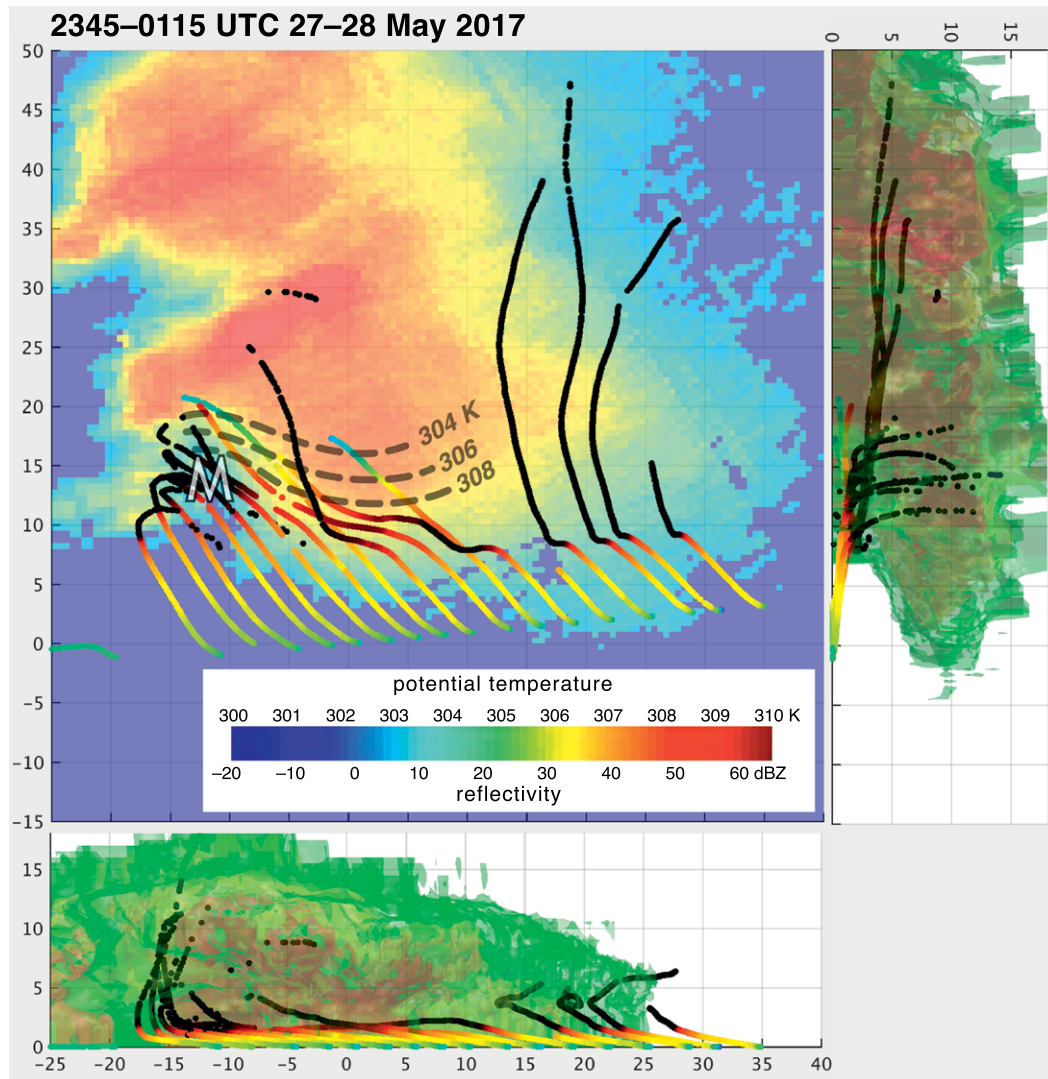 2345–0115 UTC 27–28 May 2017
0 5 10 15
50
45
40
35
30
25
20
15
10
5
0
−5
−10
−15
304 K
306
308
M
potential temperature
300 301 302 303 304 305 306 307 308 309 310 K
–20 –10 0 10 20 30 40 50 60 dBZ
reflectivity
15
10
5
0
−25 −20 −15 −10 −5 0 5 10 15 20 25 30 35 40